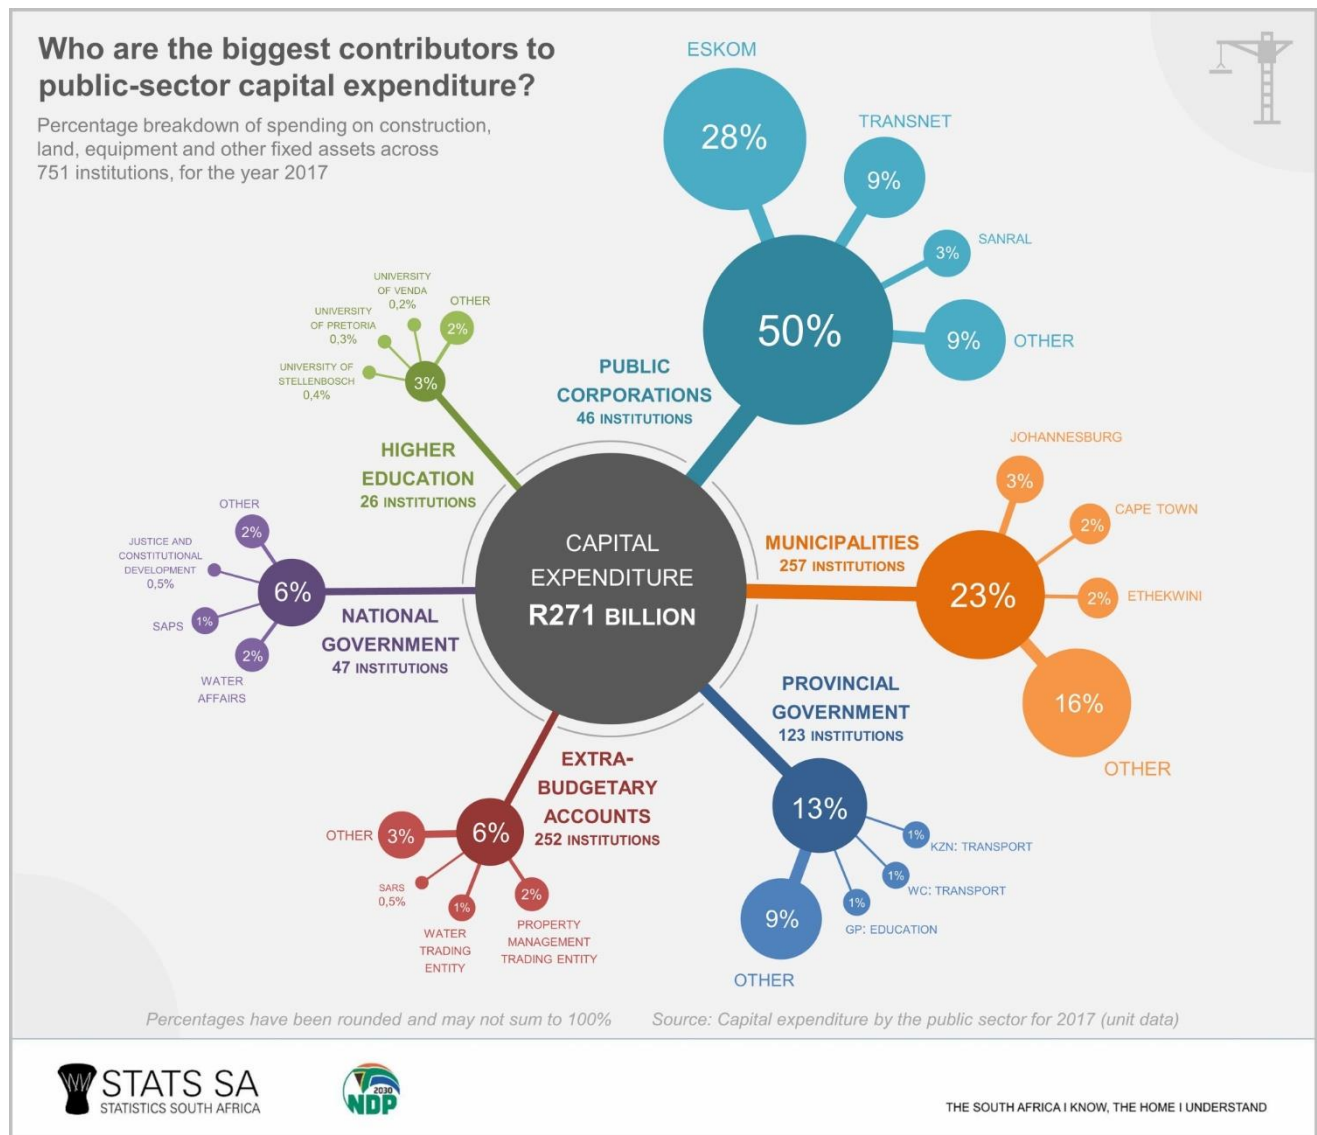 Who are the biggest contributors to
public-sector capital expenditure?
Percentage breakdown of spending on construction,
land, equipment and other fixed assets across
751 institutions, for the year 2017
ESKOM
28%
TRANSNET
9%
SANRAL
3%
9%
OTHER
50%
PUBLIC
CORPORATIONS
46 INSTITUTIONS
UNIVERSITY
OF VENDA
0,2%
OTHER
2%
UNIVERSITY
OF PRETORIA
0,3%
UNIVERSITY OF
STELLENBOSCH
0,4%
3%
HIGHER
EDUCATION
26 INSTITUTIONS
JOHANNESBURG
3%
CAPE TOWN
2%
2%
ETHEKWINI
16%
OTHER
23%
MUNICIPALITIES
257 INSTITUTIONS
CAPITAL
EXPENDITURE
R271 BILLION
OTHER
2%
JUSTICE AND
CONSTITUTIONAL
DEVELOPMENT
0,5%
SAPS
1%
2%
WATER
AFFAIRS
6%
NATIONAL
GOVERNMENT
47 INSTITUTIONS
PROVINCIAL
GOVERNMENT
123 INSTITUTIONS
13%
1%
KZN: TRANSPORT
1%
WC: TRANSPORT
1%
GP: EDUCATION
9%
OTHER
EXTRA-
BUDGETARY
ACCOUNTS
252 INSTITUTIONS
6%
OTHER
3%
SARS
0,5%
1%
WATER
TRADING
ENTITY
2%
PROPERTY
MANAGEMENT
TRADING ENTITY
Percentages have been rounded and may not sum to 100%
Source: Capital expenditure by the public sector for 2017 (unit data)
STATS SA
STATISTICS SOUTH AFRICA
2030
NDP
THE SOUTH AFRICA I KNOW, THE HOME I UNDERSTAND